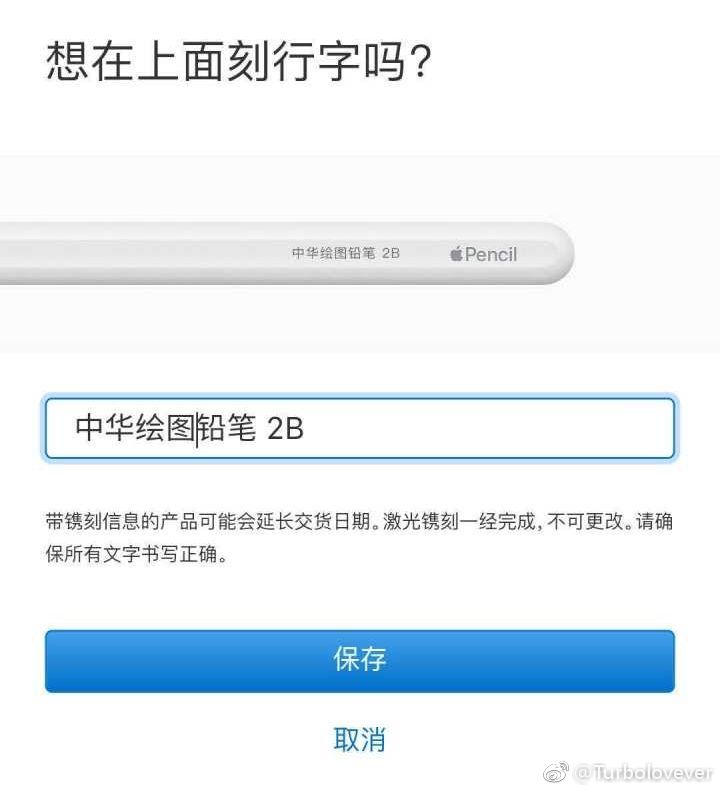 想在上面刻行字吗?
中华绘图铅笔 2B Pencil
中华绘图铅笔 2B
带镌刻信息的产品可能会延长交货日期。激光镌刻一经完成，不可更改。请确
保所有文字书写正确。
保存
取消
@Turbolovever